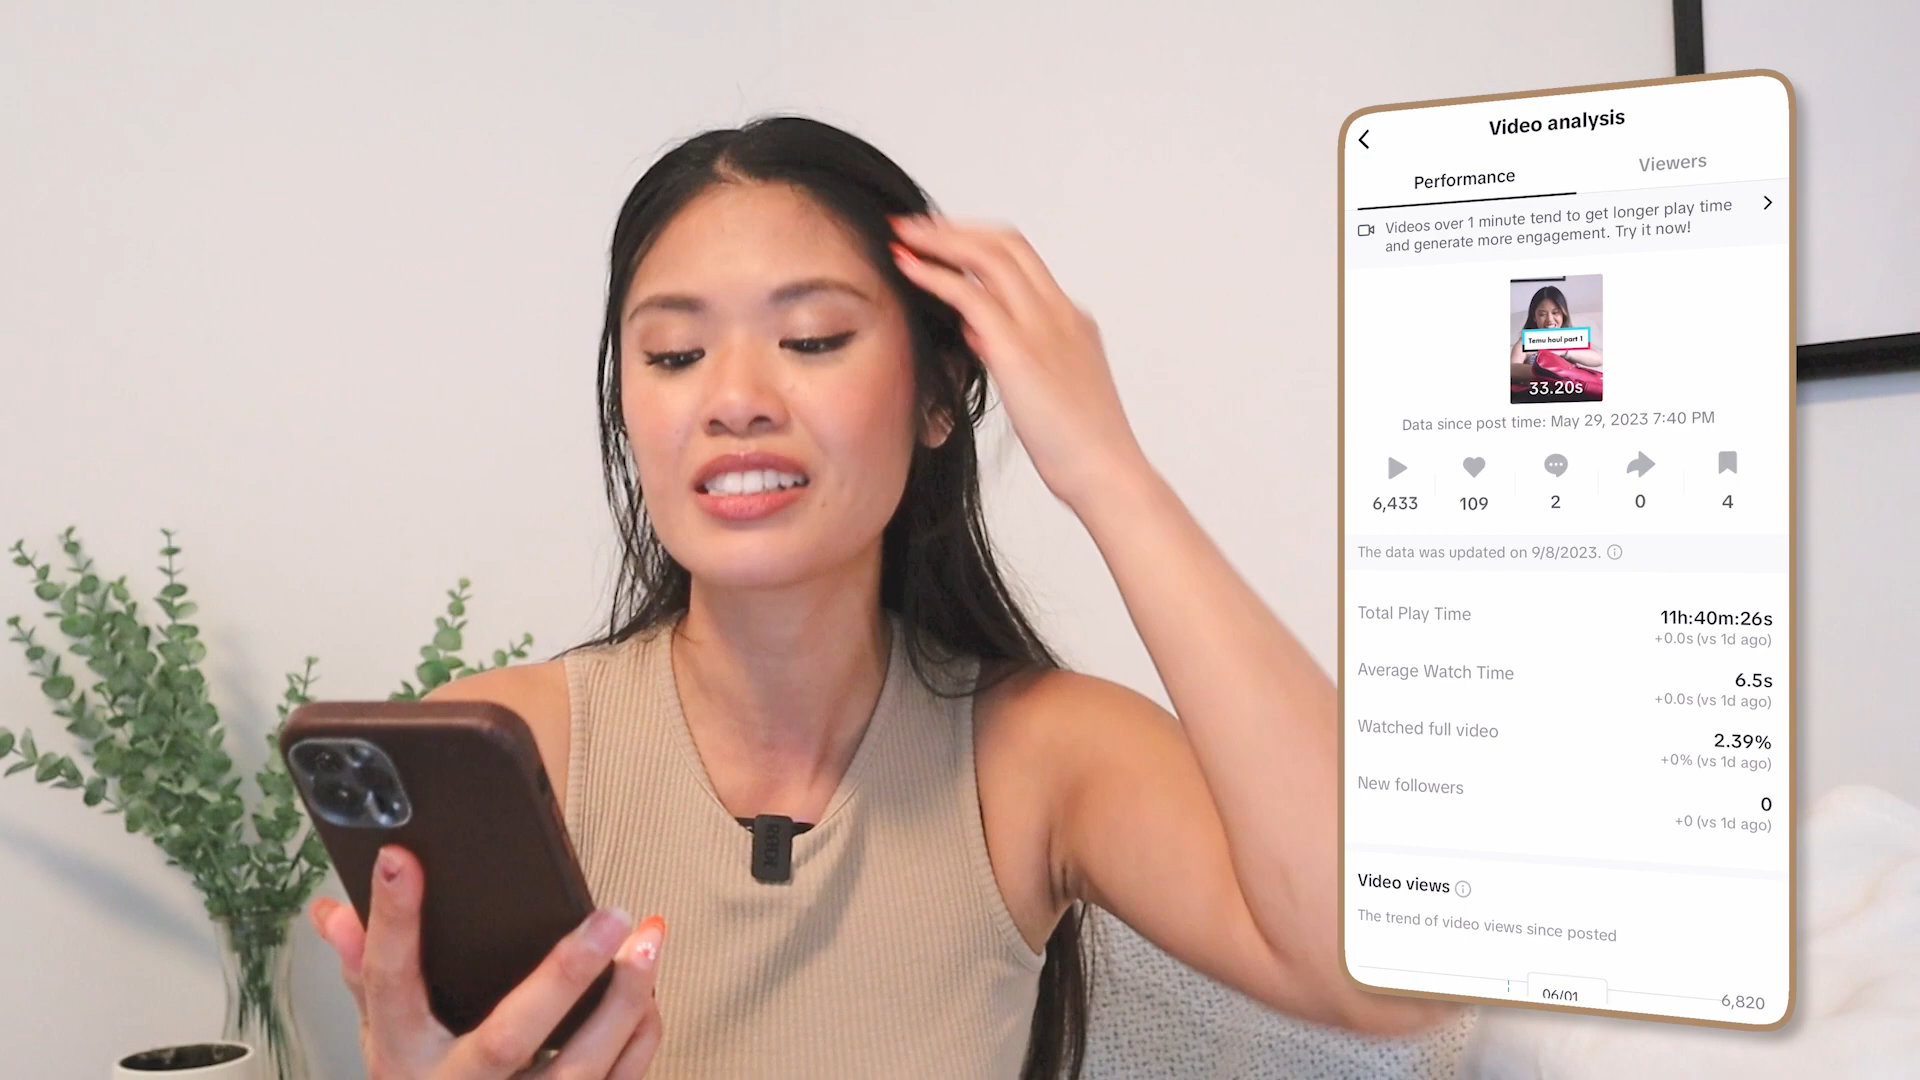 Video analysis
Performance
Viewers
Videos over 1 minute tend to get longer play time
and generate more engagement. Try it now!
Temu haul part 1
33.20s
Data since post time: May 29, 2023 7:40 PM
6,433
109
2
0
4
The data was updated on 9/8/2023.
Total Play Time
11h:40m:26s
+0.0s (vs 1d ago)
Average Watch Time
6.5s
+0.0s (vs 1d ago)
Watched full video
2.39%
+0% (vs 1d ago)
New followers
0
+0 (vs 1d ago)
Video views
The trend of video views since posted
06/01
6,820
RØDE